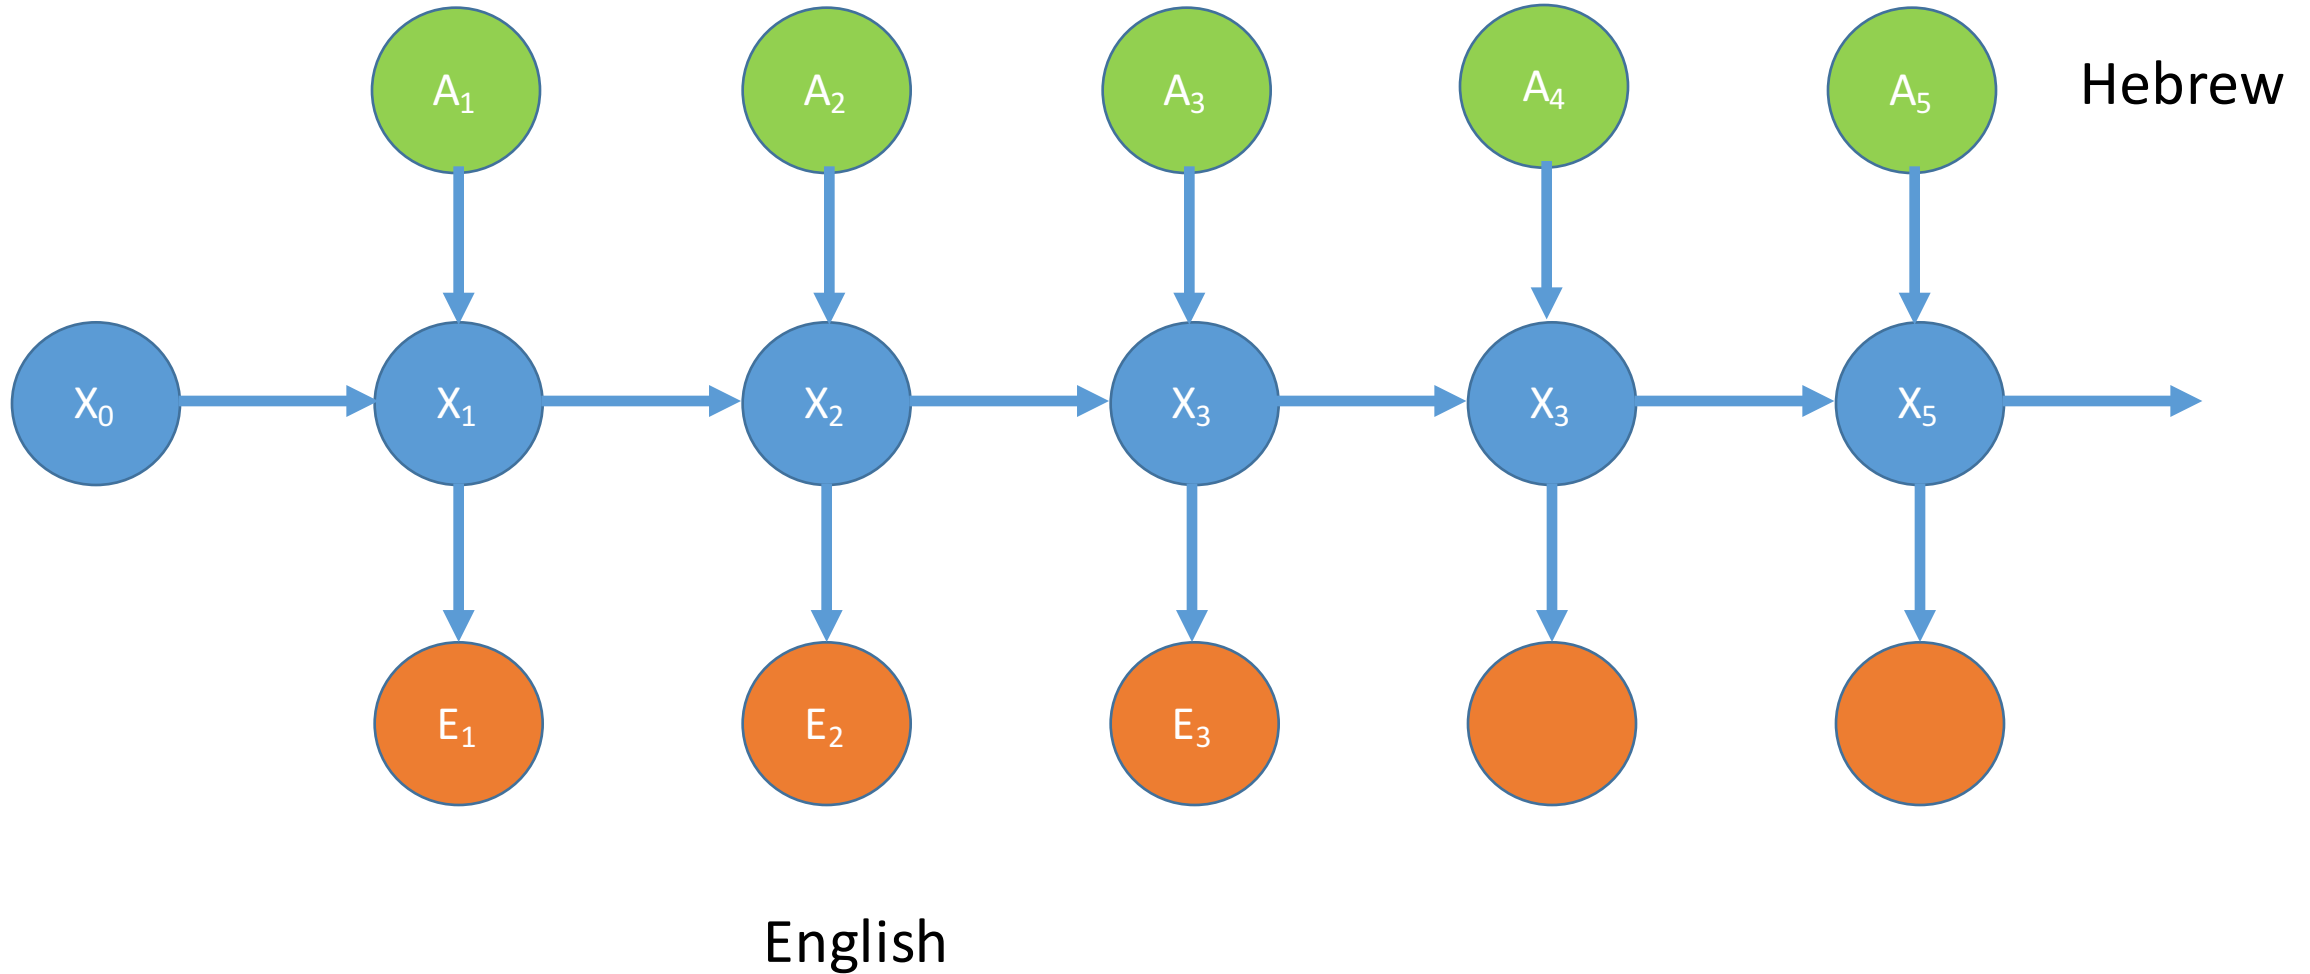 A₁ A₂ A₃ A₄ A₅ Hebrew
X₀ X₁ X₂ X₃ X₃ X₅
E₁ E₂ E₃
English